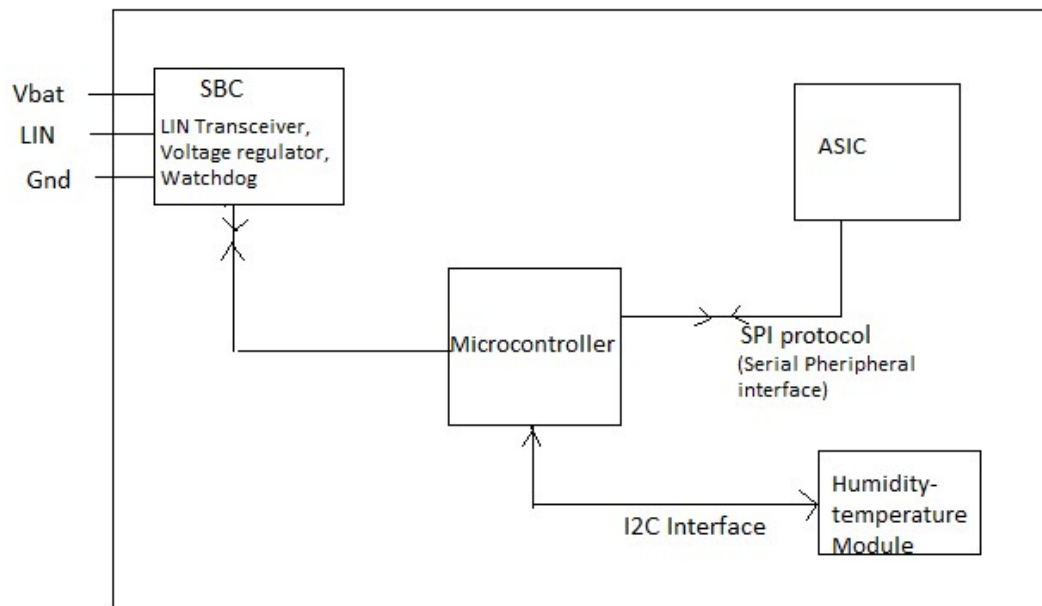 Vbat
LIN
Gnd
SBC
LIN Transceiver,
Voltage regulator,
Watchdog
ASIC
Microcontroller
SPI protocol
(Serial Pheripheral
interface)
I2C Interface
Humidity-
temperature
Module